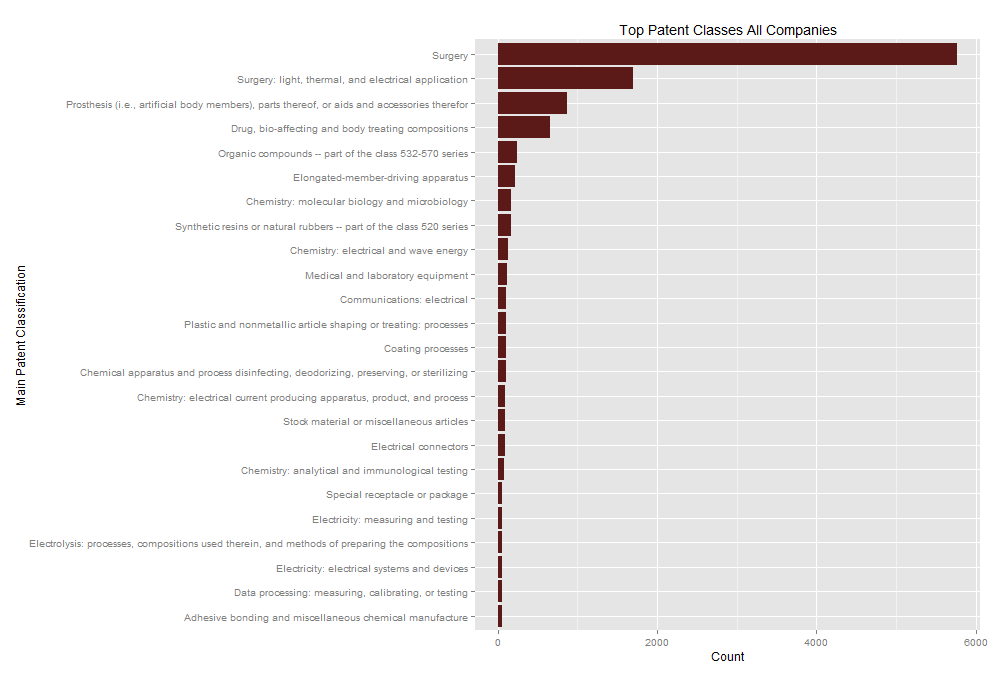 Top Patent Classes All Companies
Surgery
Surgery: light, thermal, and electrical application
Prosthesis (i.e., artificial body members), parts thereof, or aids and accessories therefor
Drug, bio-affecting and body treating compositions
Organic compounds -- part of the class 532-570 series
Elongated-member-driving apparatus
Chemistry: molecular biology and microbiology
Synthetic resins or natural rubbers -- part of the class 520 series
Chemistry: electrical and wave energy
Medical and laboratory equipment
Communications: electrical
Plastic and nonmetallic article shaping or treating: processes
Coating processes
Chemical apparatus and process disinfecting, deodorizing, preserving, or sterilizing
Chemistry: electrical current producing apparatus, product, and process
Stock material or miscellaneous articles
Electrical connectors
Chemistry: analytical and immunological testing
Special receptacle or package
Electricity: measuring and testing
Electrolysis: processes, compositions used therein, and methods of preparing the compositions
Electricity: electrical systems and devices
Data processing: measuring, calibrating, or testing
Adhesive bonding and miscellaneous chemical manufacture
Main Patent Classification
0 2000 4000 6000
Count